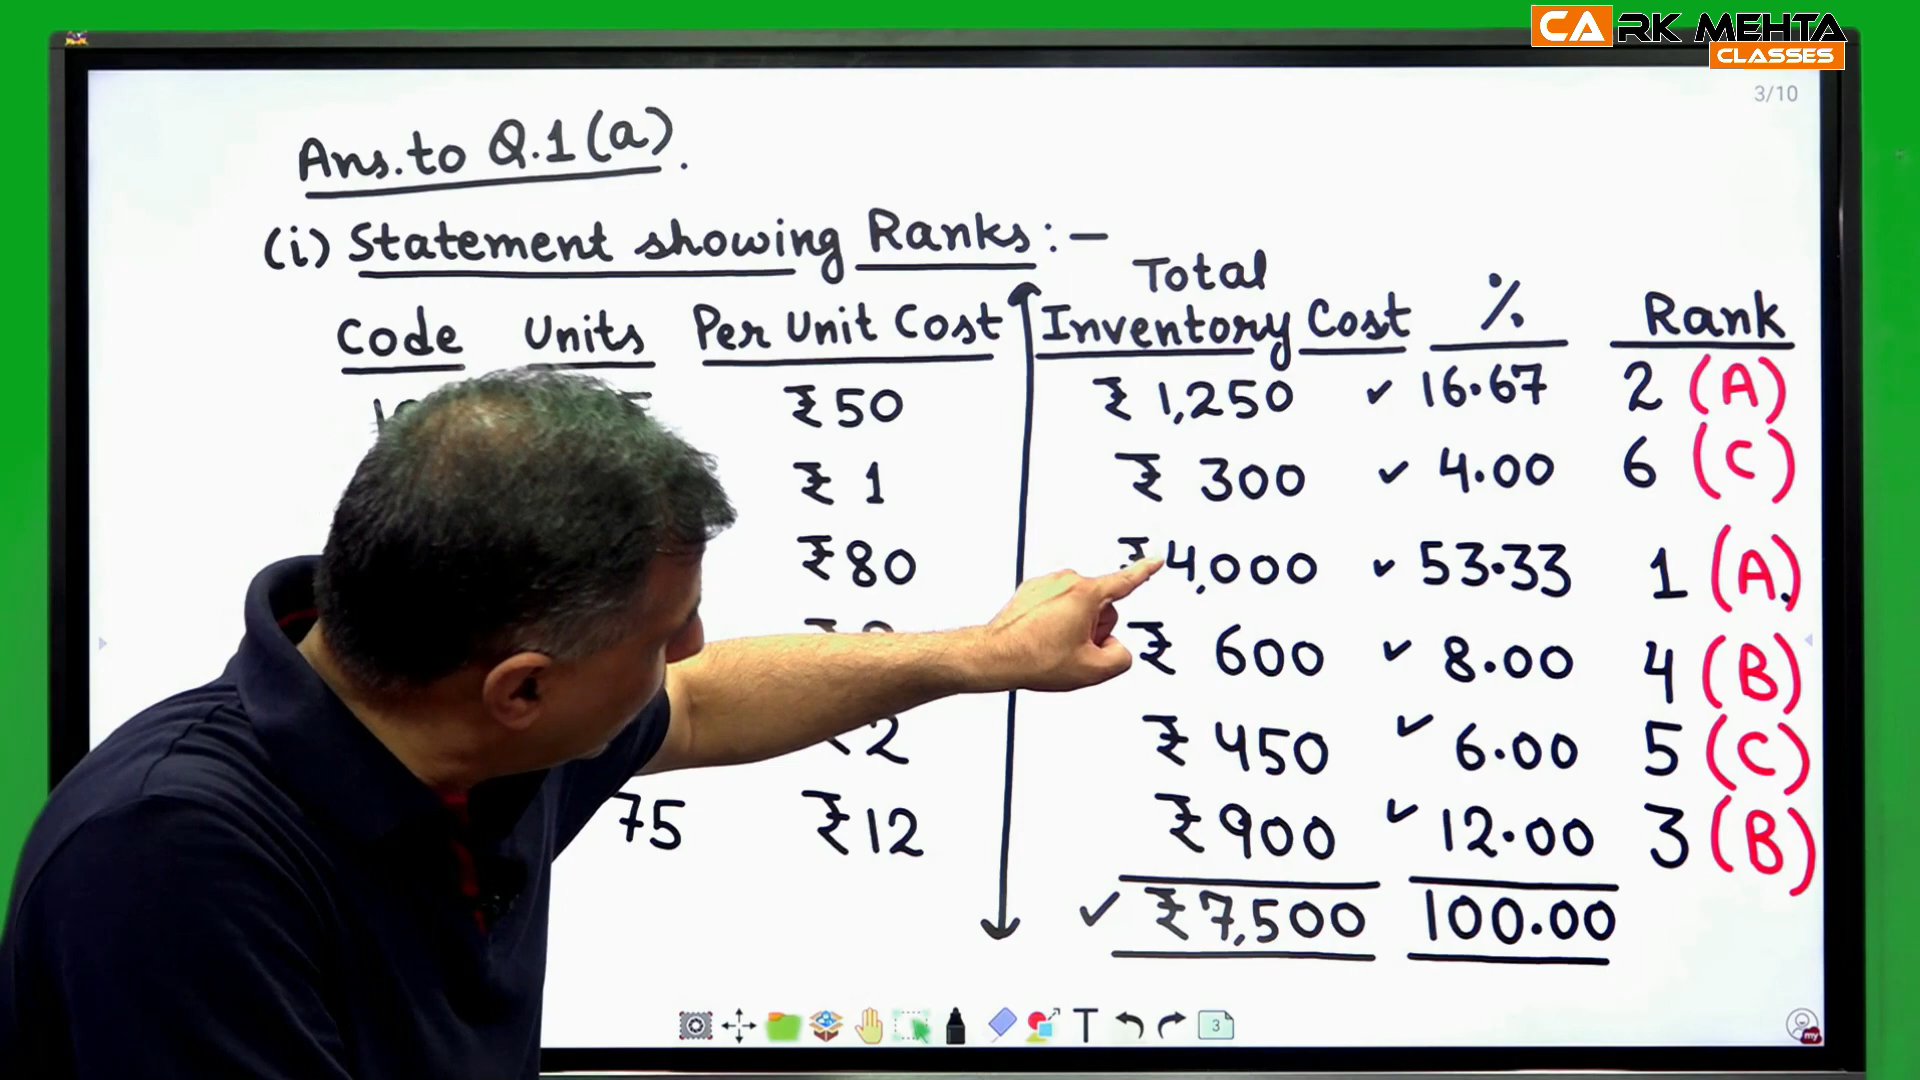 CA RK MEHTA
CLASSES
3/10
Ans. to Q.1 (a).
(i) Statement showing Ranks :-
Code Units Per Unit Cost Total Inventory Cost % Rank
₹50 ₹ 1,250 ✓ 16.67 2 (A)
₹ 1 ₹ 300 ✓ 4.00 6 (C)
₹80 ₹4,000 ✓ 53.33 1 (A)
₹ 600 ✓ 8.00 4 (B)
₹2 ₹ 450 ✓ 6.00 5 (C)
75 ₹12 ₹900 ✓ 12.00 3 (B)
✓ ₹7,500 100.00
T 3
my